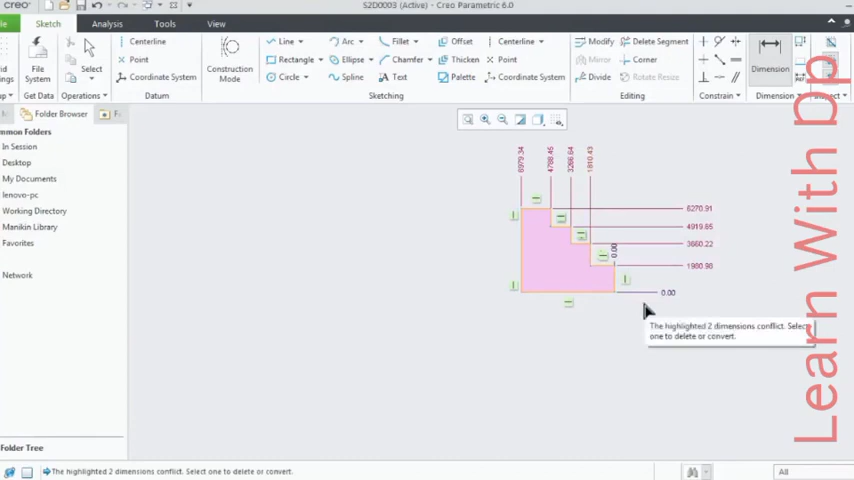 creo
S2D0003 (Active) - Creo Parametric 6.0
le
Sketch
Analysis
Tools
View
File System
Get Data
Select
Operations
Centerline
Point
Coordinate System
Datum
Construction Mode
Line
Rectangle
Circle
Arc
Ellipse
Spline
Fillet
Chamfer
Text
Offset
Thicken
Palette
Centerline
Point
Coordinate System
Sketching
Modify
Mirror
Divide
Delete Segment
Corner
Rotate Resize
Editing
Constrain
Dimension
Dimension
Inspect
Folder Browser
F
mmon Folders
In Session
Desktop
My Documents
lenovo-pc
Working Directory
Manikin Library
Favorites
Network
Folder Tree
6979.34
4788.45
3266.64
1810.43
6270.91
4919.85
3660.22
1980.98
0.00
0.00
The highlighted 2 dimensions conflict. Select
one to delete or convert.
The highlighted 2 dimensions conflict. Select one to delete or convert.
All
Learn With Dp